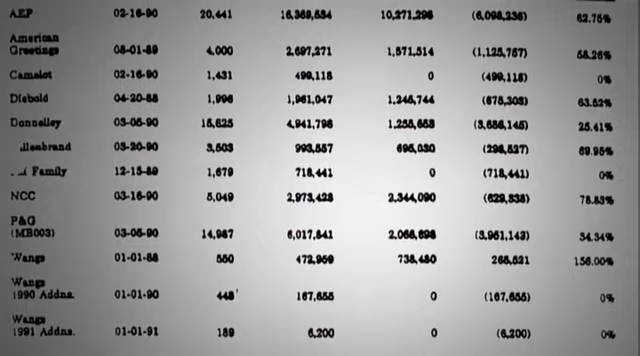 AEP 02-16-90 20,441 16,369,534 10,271,298 (6,098,236) 62.75%
American
Greetings 08-01-89 4,000 2,697,271 1,571,514 (1,125,757) 58.26%
Camelot 02-16-90 1,431 499,118 0 (499,118) 0%
Diebold 04-20-88 1,996 1,961,047 1,245,744 (675,303) 63.52%
Donnelley 03-06-90 15,625 4,941,798 1,255,653 (3,686,145) 25.41%
llenbrand 03-20-90 3,503 993,557 695,030 (298,527) 69.95%
Family 12-15-89 1,679 718,441 0 (718,441) 0%
NCC 03-16-90 5,049 2,973,428 2,344,090 (629,338) 78.83%
P&G
(MB003) 03-06-90 14,987 6,017,841 2,066,698 (3,951,143) 34.34%
Wangs 01-01-88 550 472,959 738,480 265,521 156.00%
Wangs
1990 Addns. 01-01-90 448 167,655 0 (167,655) 0%
Wangs
1991 Addns. 01-01-91 189 6,200 0 (6,200) 0%